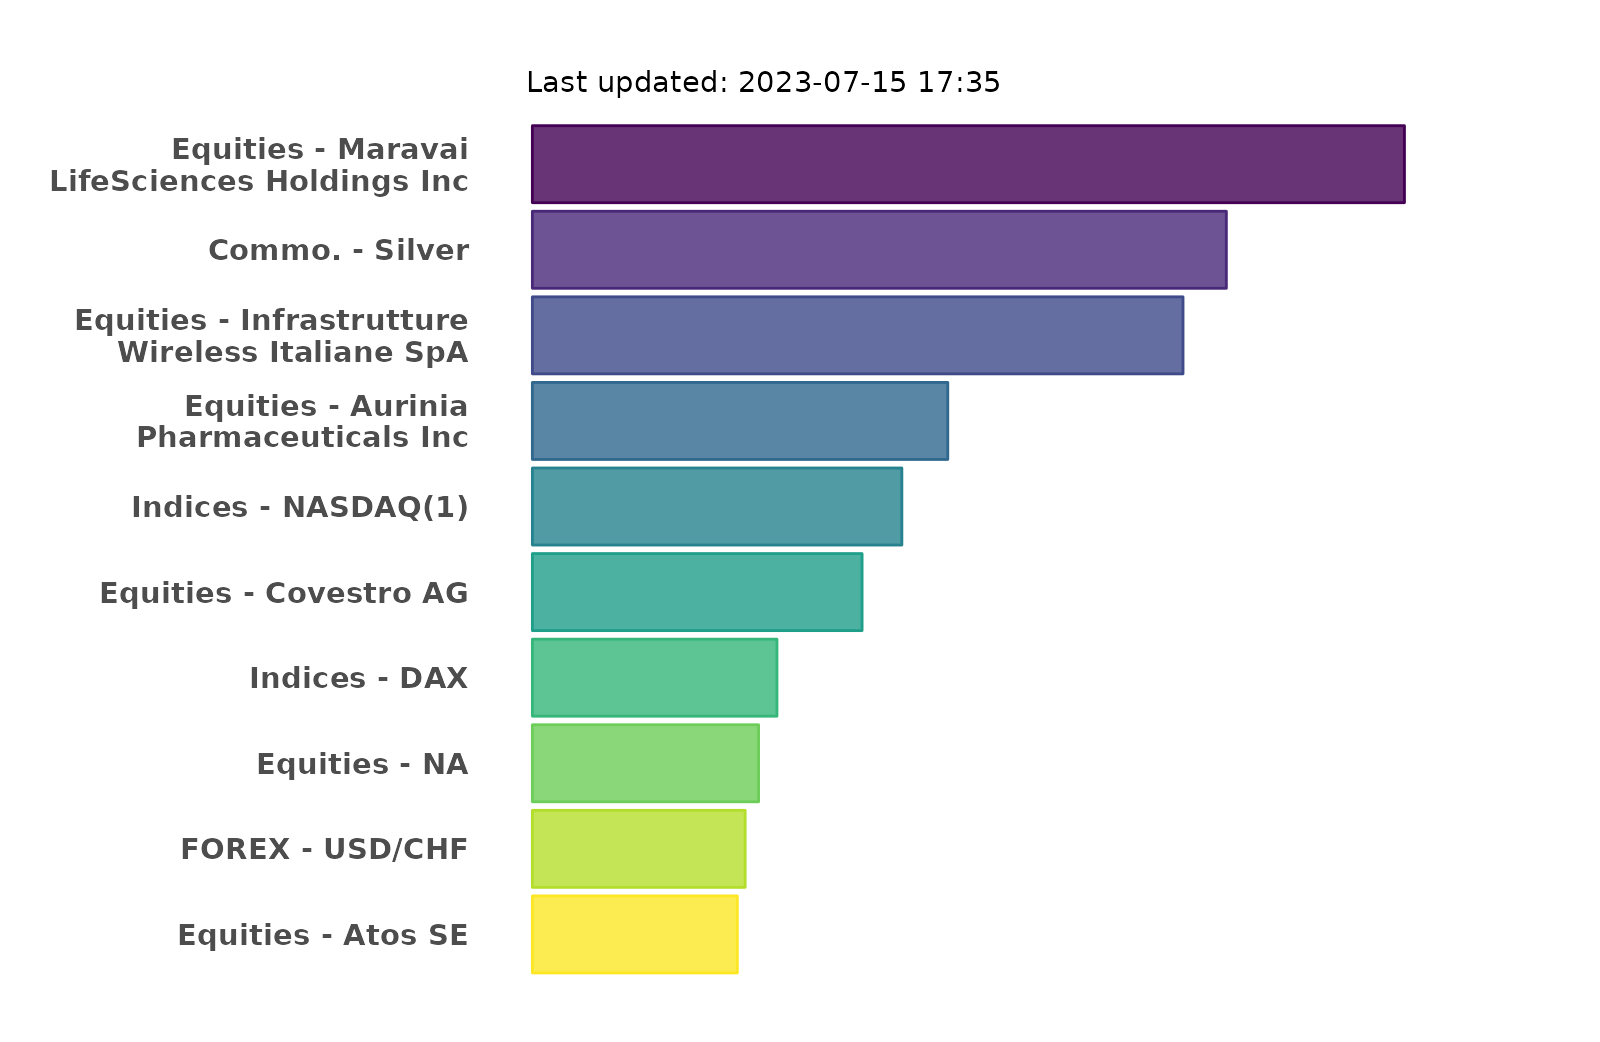 Last updated: 2023-07-15 17:35
Equities - Maravai
LifeSciences Holdings Inc
Commo. - Silver
Equities - Infrastrutture
Wireless Italiane SpA
Equities - Aurinia
Pharmaceuticals Inc
Indices - NASDAQ(1)
Equities - Covestro AG
Indices - DAX
Equities - NA
FOREX - USD/CHF
Equities - Atos SE